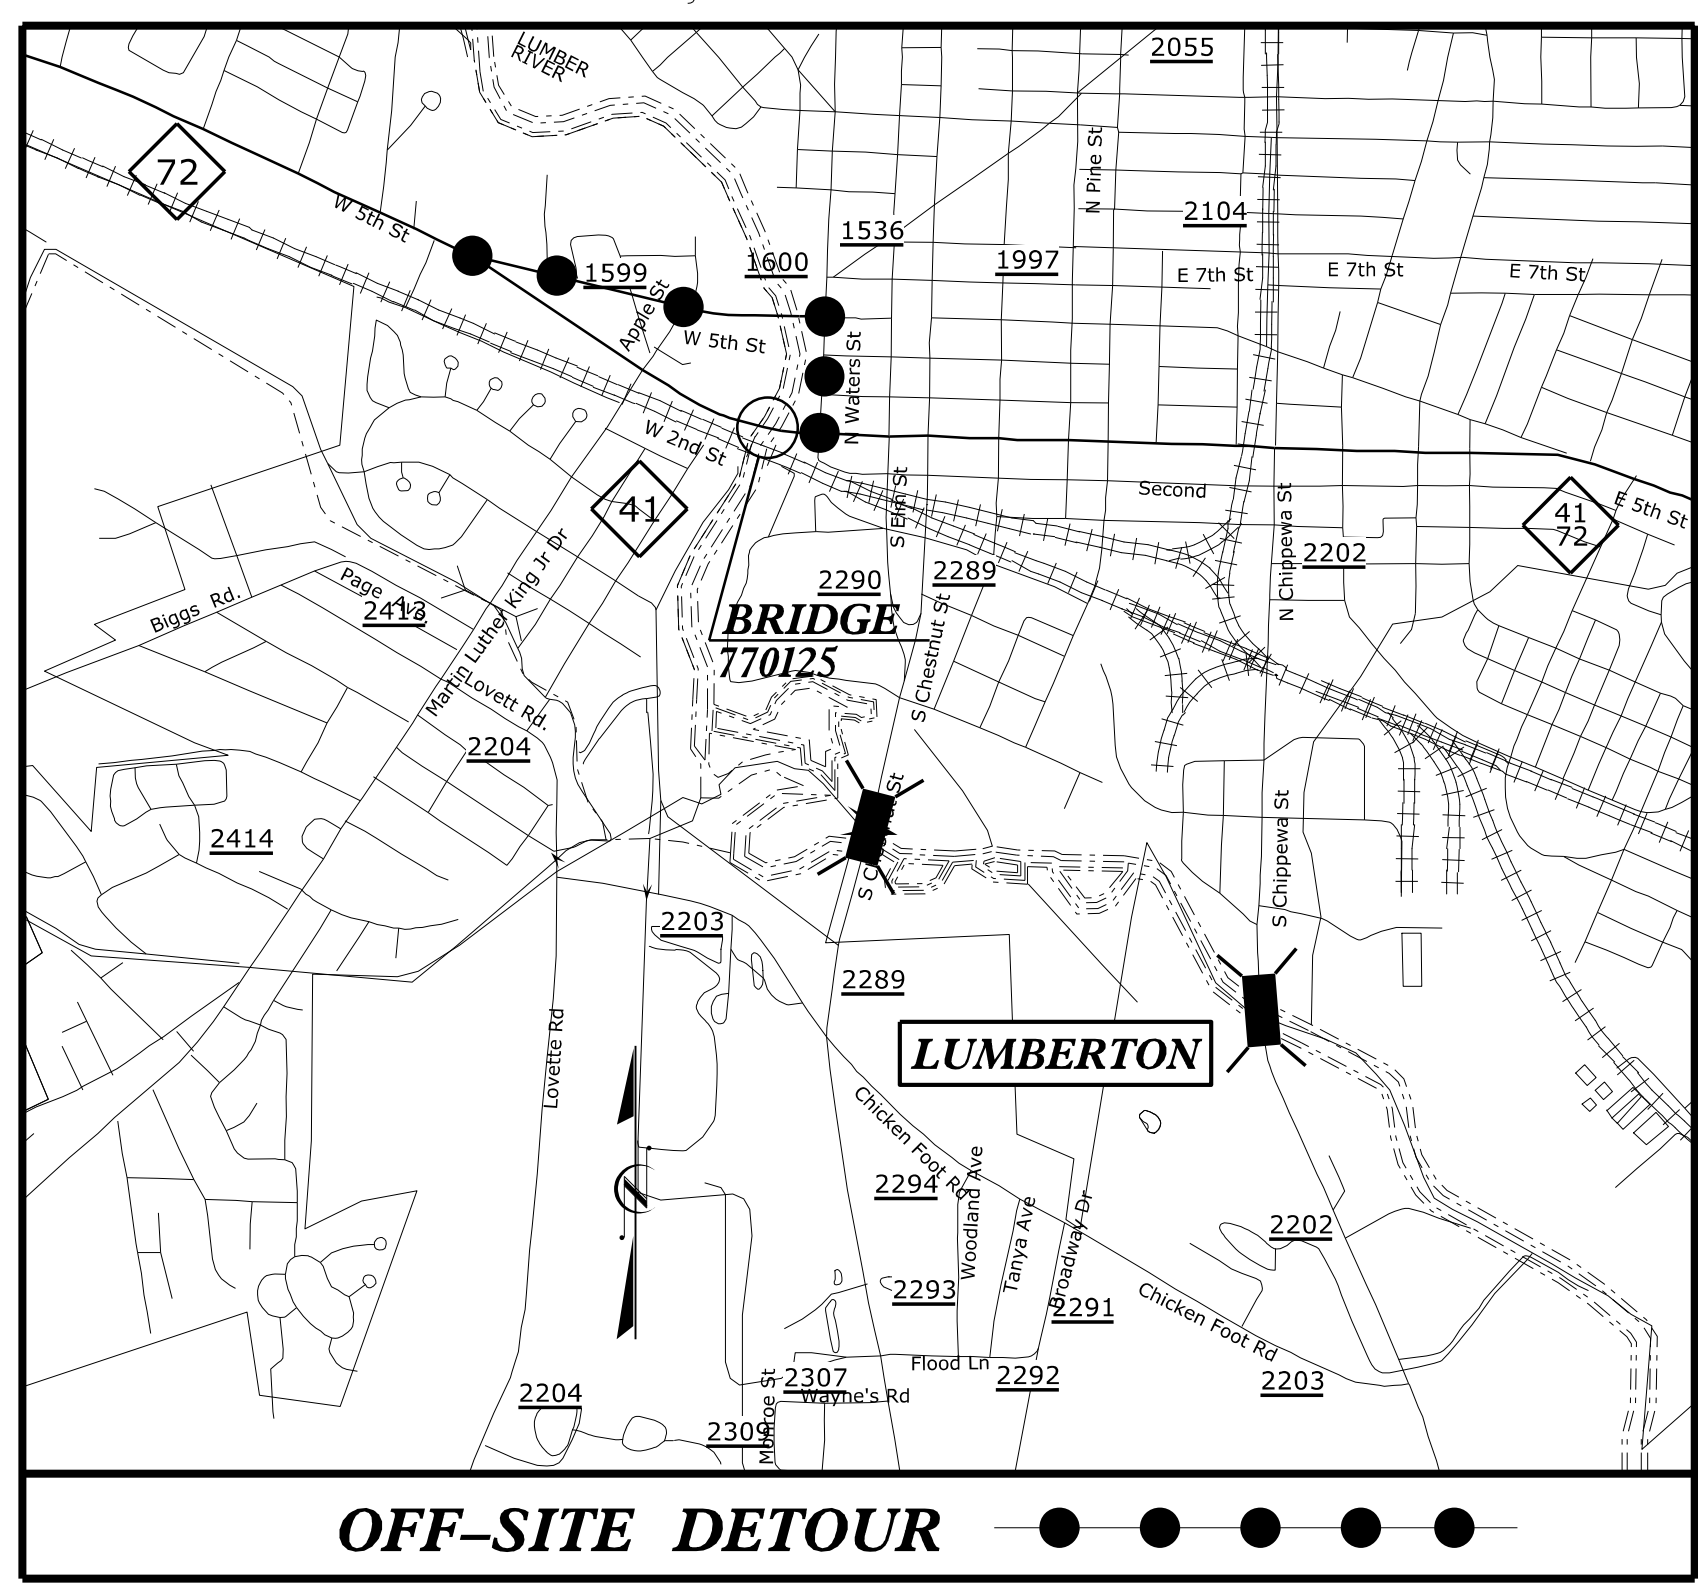 LUMBER
RIVER
2055
72
W 5th St
N Pine St
2104
1536
1599
1600
1997
E 7th St
E 7th St
E 7th St
Apple St
W 5th St
N Waters St
W 2nd St
41
S Elm St
Second
N Chippewa St
41
72
E 5th St
2202
2290
2289
Page Ave
2413
Biggs Rd.
Martin Luther King Jr Dr
BRIDGE
770125
S Chestnut St
Lovett Rd.
2204
2414
S Chestnut St
S Chippewa St
2203
2289
LUMBERTON
Lovette Rd
Chicken Foot Rd
2294
Woodland Ave
Tanya Ave
Broadway Dr
2202
2293
2291
Chicken Foot Rd
Flood Ln
2307
2292
2203
Wayne's Rd
2204
2309
Monroe St
N
OFF–SITE DETOUR